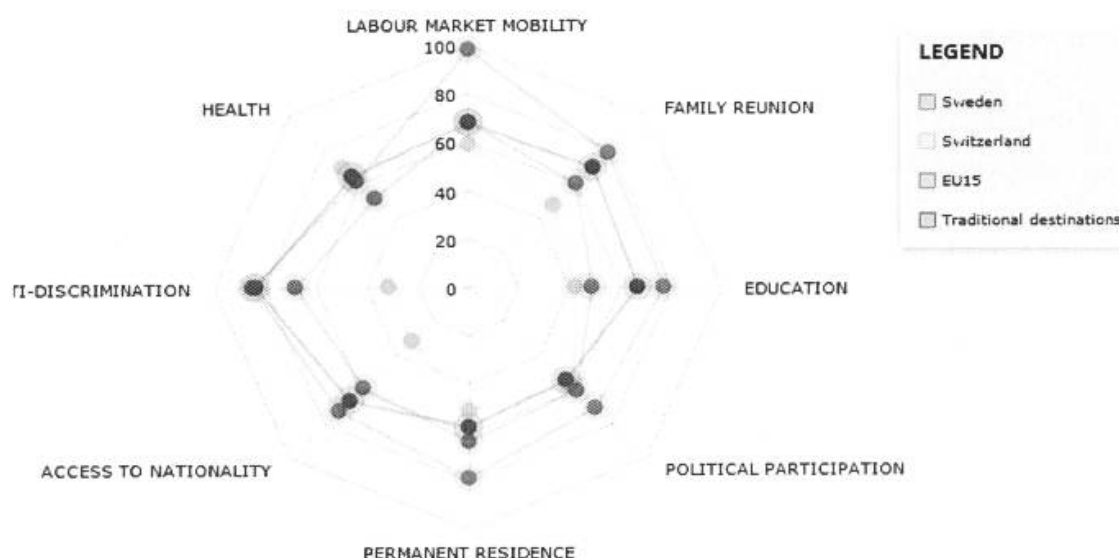 LABOUR MARKET MOBILITY
100
80
60
40
20
0
HEALTH
FAMILY REUNION
TI-DISCRIMINATION
EDUCATION
ACCESS TO NATIONALITY
POLITICAL PARTICIPATION
PERMANENT RESIDENCE
LEGEND
Sweden
Switzerland
EU15
Traditional destinations